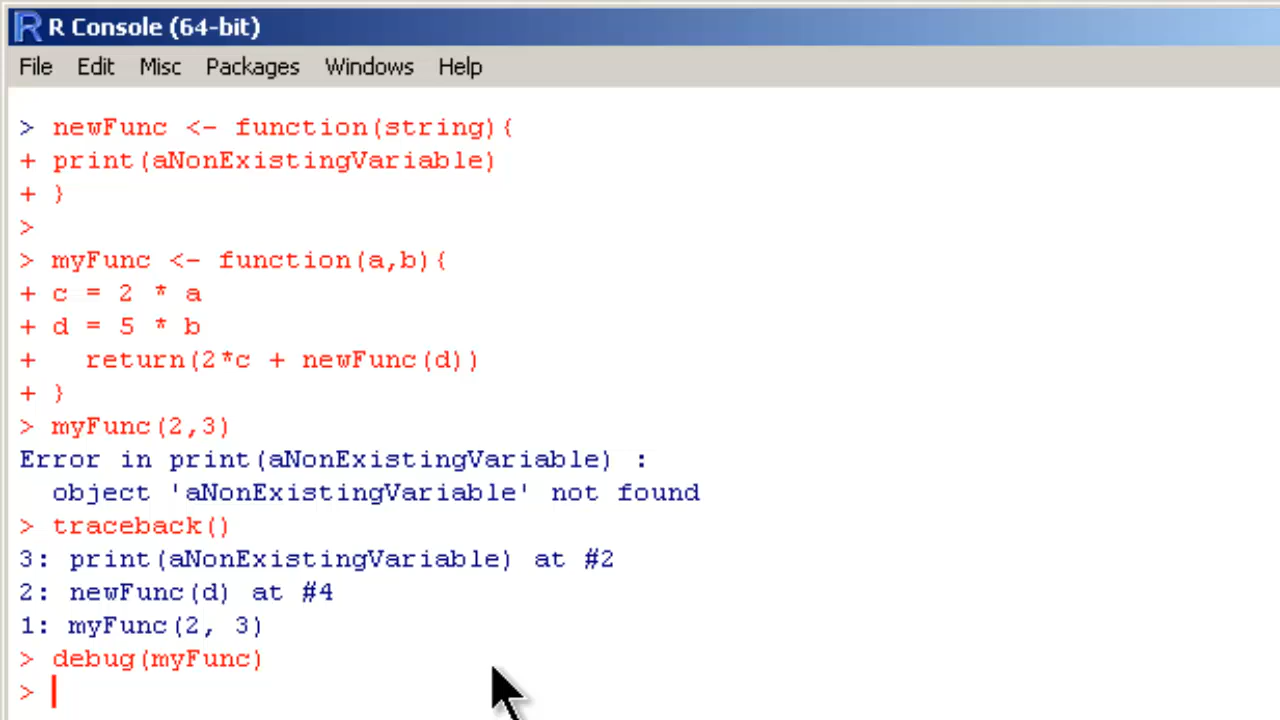 R Console (64-bit)
File Edit Misc Packages Windows Help
> newFunc <- function(string){
+ print(aNonExistingVariable)
+ }
>
> myFunc <- function(a,b){
+ c = 2 * a
+ d = 5 * b
+   return(2*c + newFunc(d))
+ }
> myFunc(2,3)
Error in print(aNonExistingVariable) :
  object 'aNonExistingVariable' not found
> traceback()
3: print(aNonExistingVariable) at #2
2: newFunc(d) at #4
1: myFunc(2, 3)
> debug(myFunc)
>